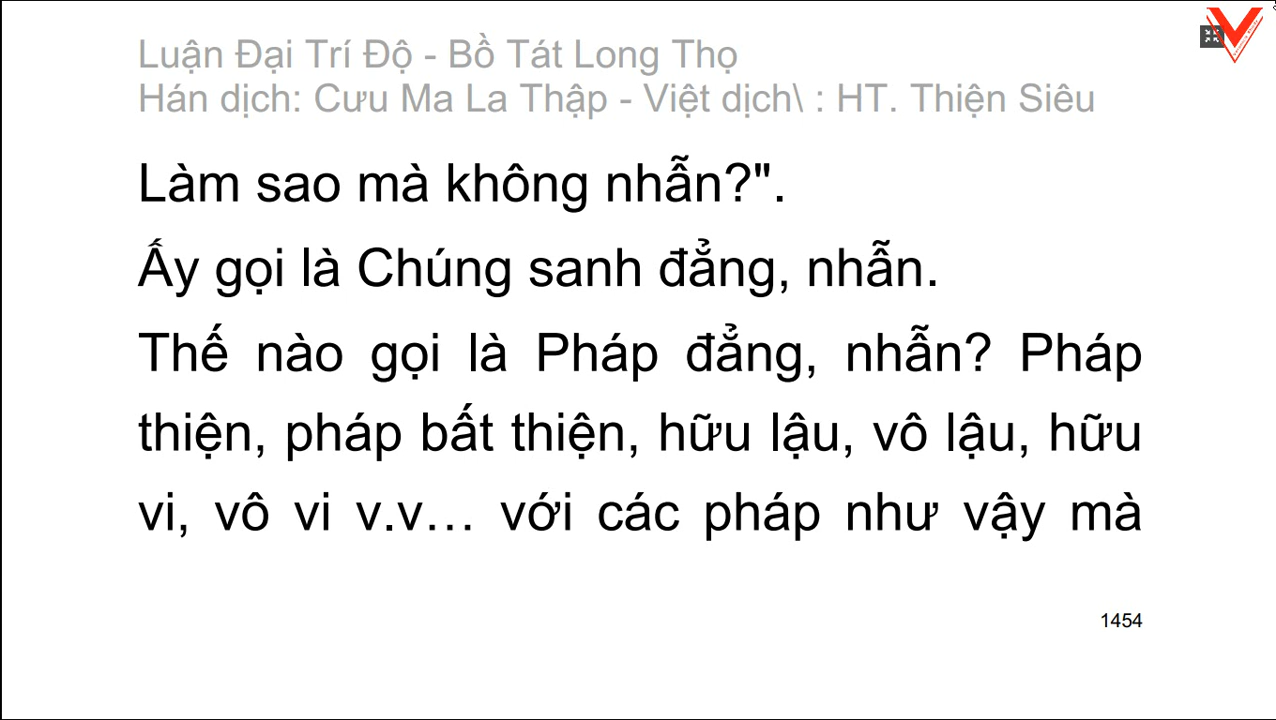 Luận Đại Trí Độ - Bồ Tát Long Thọ
Hán dịch: Cưu Ma La Thập - Việt dịch\ : HT. Thiện Siêu
Làm sao mà không nhẫn?".
Ấy gọi là Chúng sanh đẳng, nhẫn.
Thế nào gọi là Pháp đẳng, nhẫn? Pháp
thiện, pháp bất thiện, hữu lậu, vô lậu, hữu
vi, vô vi v.v… với các pháp như vậy mà
1454